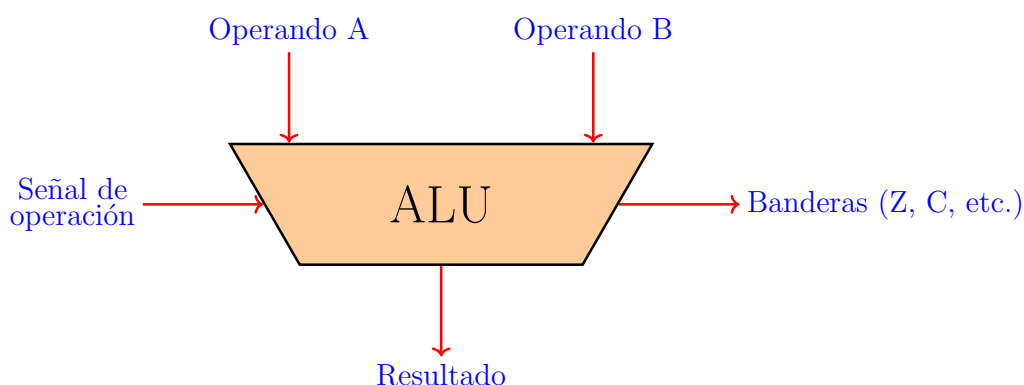 Operando A
Operando B
Señal de
operación
ALU
Banderas (Z, C, etc.)
Resultado